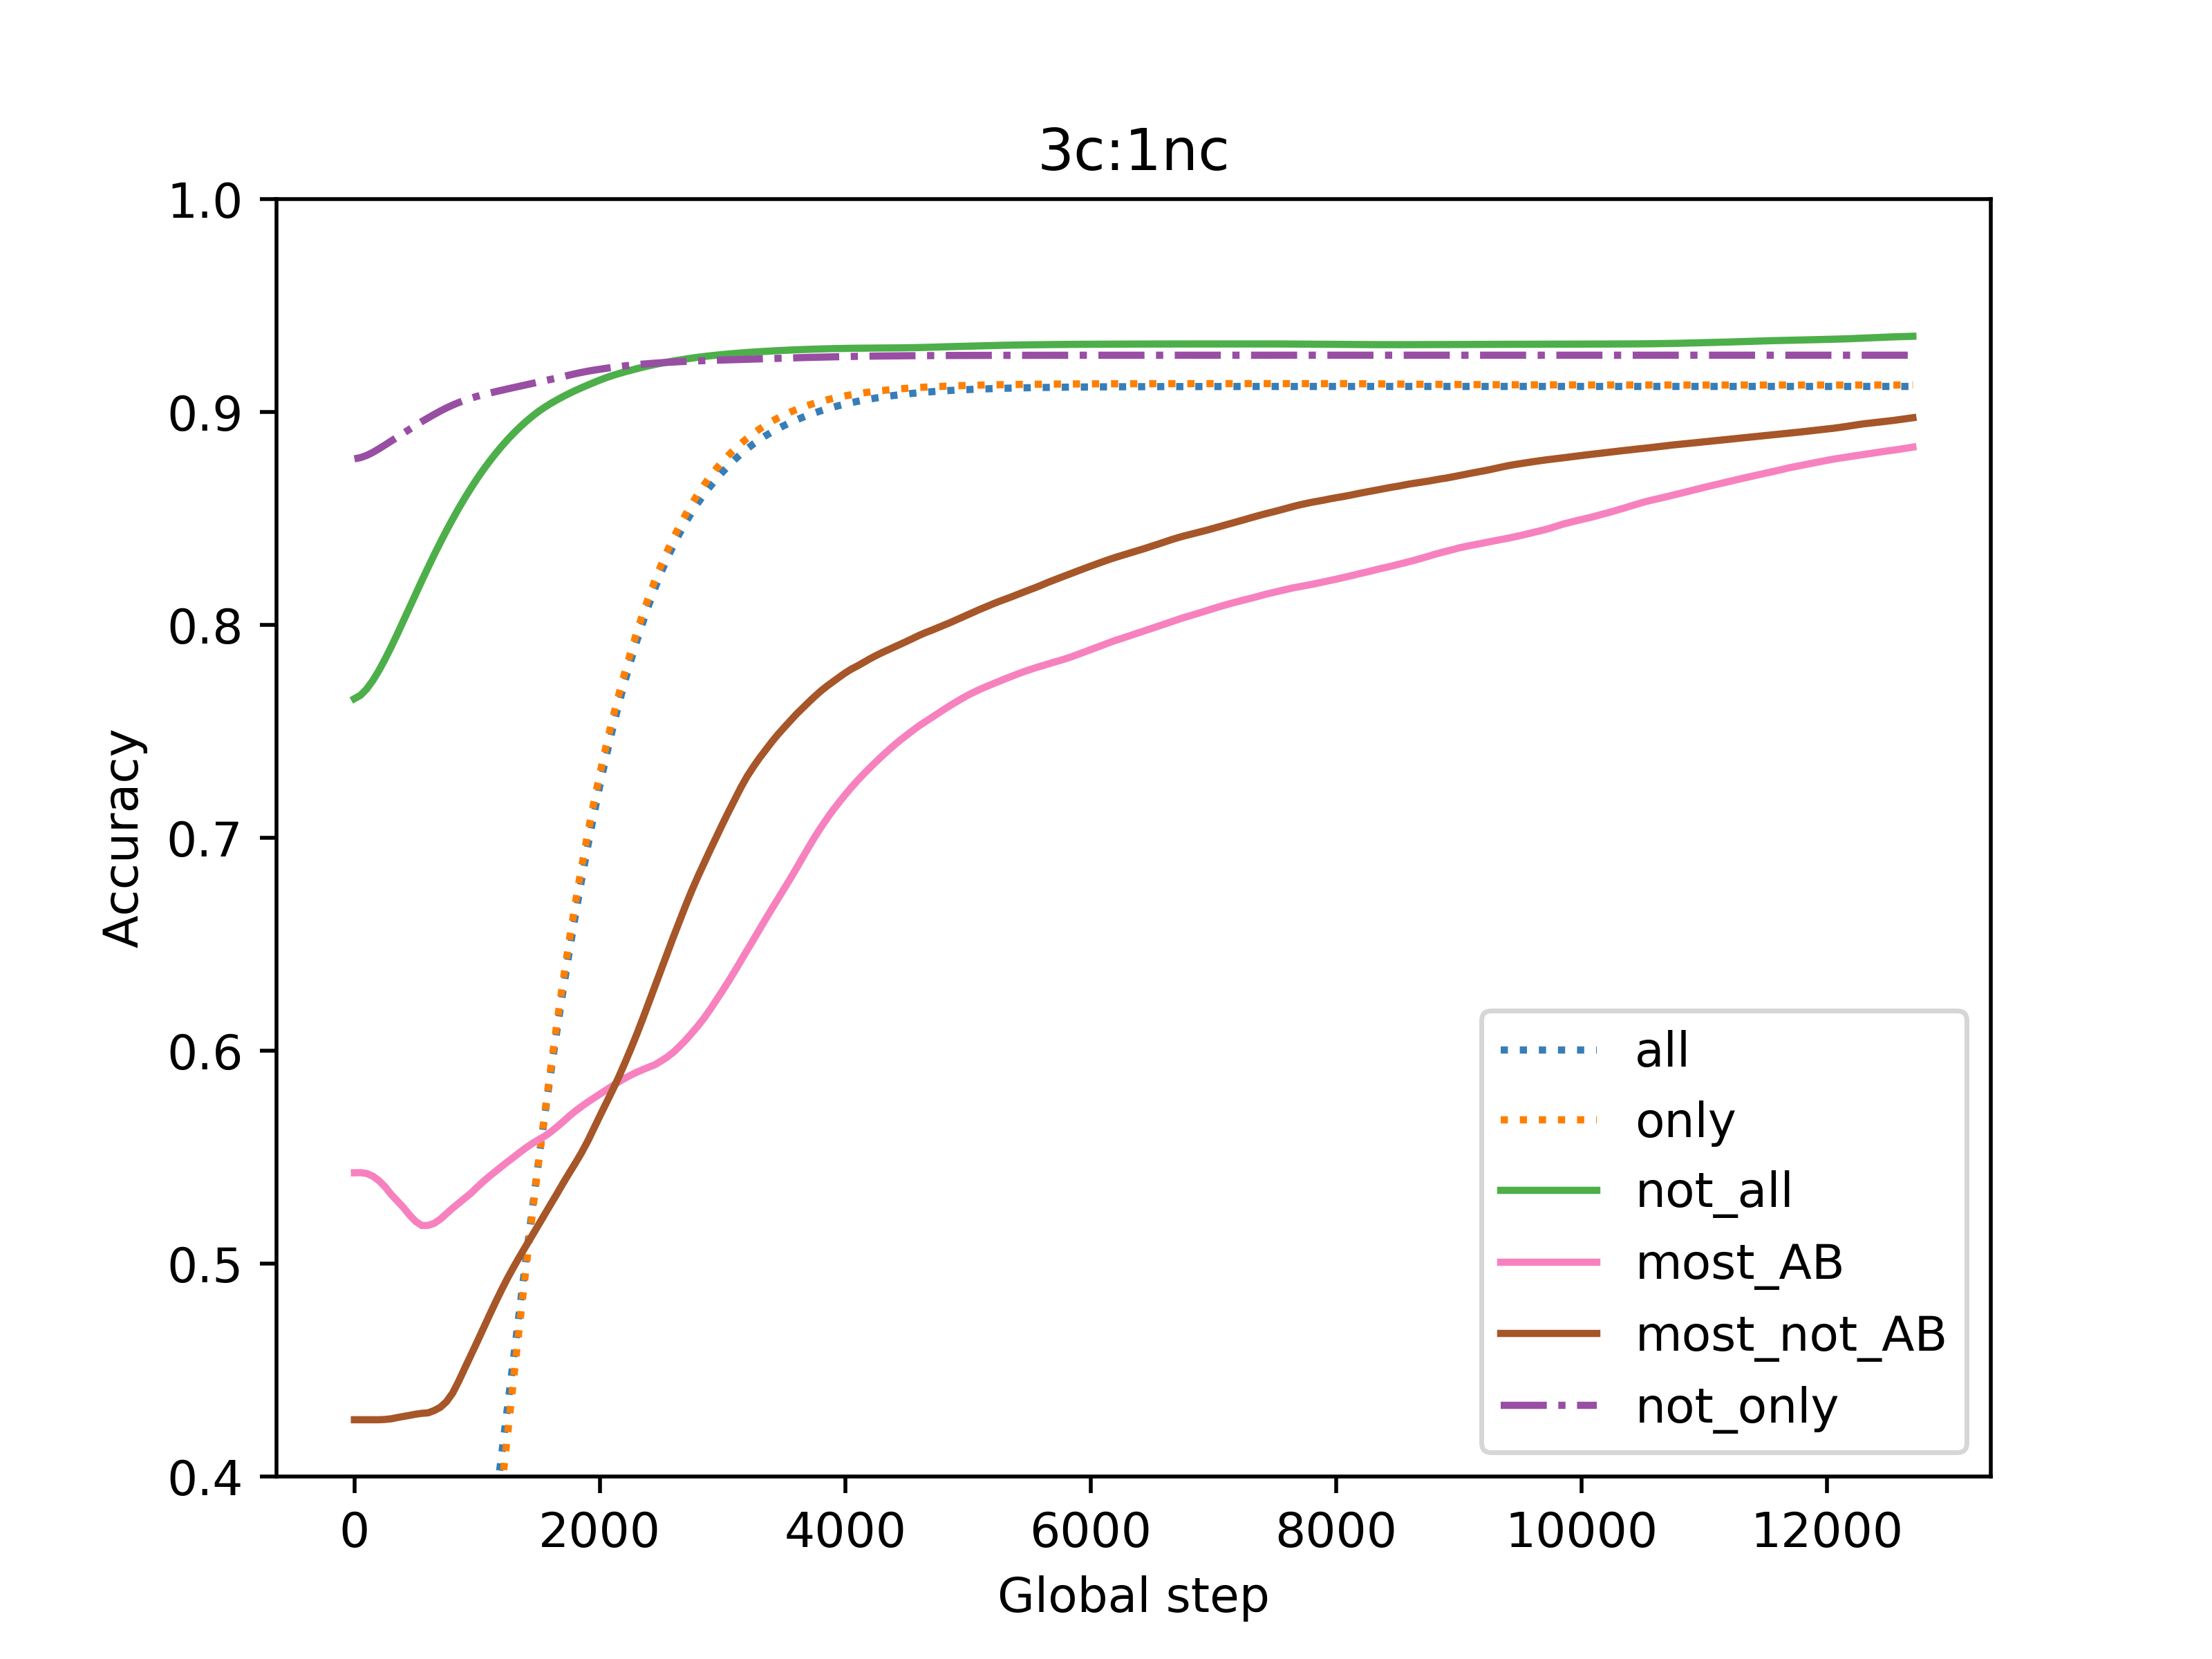 3c:1nc
1.0
0.9
0.8
0.7
0.6
0.5
0.4
Accuracy
all
only
not_all
most_AB
most_not_AB
not_only
0 2000 4000 6000 8000 10000 12000
Global step